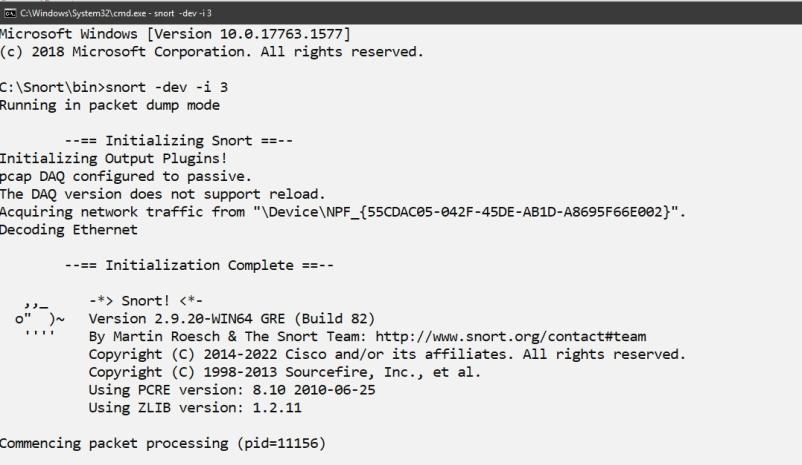 C:\Windows\System32\cmd.exe - snort -dev -i 3
Microsoft Windows [Version 10.0.17763.1577]
(c) 2018 Microsoft Corporation. All rights reserved.
C:\Snort\bin>snort -dev -i 3
Running in packet dump mode
--== Initializing Snort ==--
Initializing Output Plugins!
pcap DAQ configured to passive.
The DAQ version does not support reload.
Acquiring network traffic from "\Device\NPF_{55CDAC05-042F-45DE-AB1D-A8695F66E002}".
Decoding Ethernet
--== Initialization Complete ==--
,,_     -*> Snort! <*-
o"  )~   Version 2.9.20-WIN64 GRE (Build 82)
''''    By Martin Roesch & The Snort Team: http://www.snort.org/contact#team
Copyright (C) 2014-2022 Cisco and/or its affiliates. All rights reserved.
Copyright (C) 1998-2013 Sourcefire, Inc., et al.
Using PCRE version: 8.10 2010-06-25
Using ZLIB version: 1.2.11
Commencing packet processing (pid=11156)